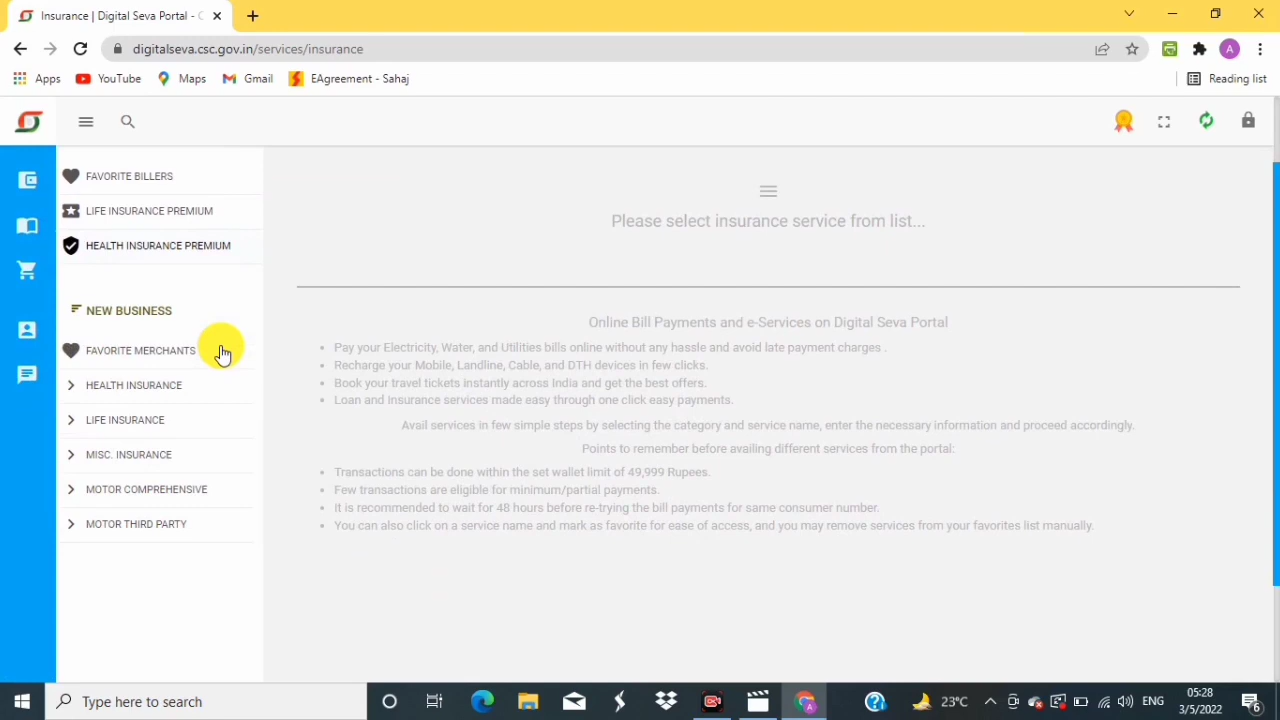 Insurance | Digital Seva Portal - C
digitalseva.csc.gov.in/services/insurance
Apps YouTube Maps Gmail EAgreement - Sahaj Reading list
FAVORITE BILLERS
LIFE INSURANCE PREMIUM
HEALTH INSURANCE PREMIUM
NEW BUSINESS
FAVORITE MERCHANTS
HEALTH INSURANCE
LIFE INSURANCE
MISC. INSURANCE
MOTOR COMPREHENSIVE
MOTOR THIRD PARTY
Please select insurance service from list...
Online Bill Payments and e-Services on Digital Seva Portal
Pay your Electricity, Water, and Utilities bills online without any hassle and avoid late payment charges .
Recharge your Mobile, Landline, Cable, and DTH devices in few clicks.
Book your travel tickets instantly across India and get the best offers.
Loan and Insurance services made easy through one click easy payments.
Avail services in few simple steps by selecting the category and service name, enter the necessary information and proceed accordingly.
Points to remember before availing different services from the portal:
Transactions can be done within the set wallet limit of 49,999 Rupees.
Few transactions are eligible for minimum/partial payments.
It is recommended to wait for 48 hours before re-trying the bill payments for same consumer number.
You can also click on a service name and mark as favorite for ease of access, and you may remove services from your favorites list manually.
Type here to search
23°C
ENG
05:28
3/5/2022
6
A